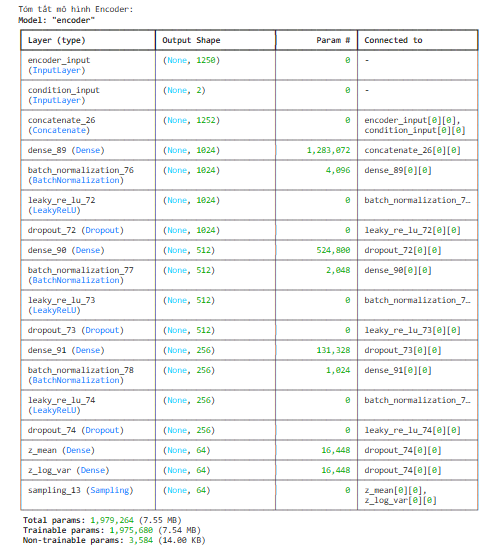 Tóm tắt mô hình Encoder:
Model: "encoder"
Layer (type) Output Shape Param # Connected to
encoder_input (None, 1250) 0 -
(InputLayer)
condition_input (None, 2) 0 -
(InputLayer)
concatenate_26 (None, 1252) 0 encoder_input[0][0],
(Concatenate) condition_input[0][0]
dense_89 (Dense) (None, 1024) 1,283,072 concatenate_26[0][0]
batch_normalization_76 (None, 1024) 4,096 dense_89[0][0]
(BatchNormalization)
leaky_re_lu_72 (None, 1024) 0 batch_normalization_7…
(LeakyReLU)
dropout_72 (Dropout) (None, 1024) 0 leaky_re_lu_72[0][0]
dense_90 (Dense) (None, 512) 524,800 dropout_72[0][0]
batch_normalization_77 (None, 512) 2,048 dense_90[0][0]
(BatchNormalization)
leaky_re_lu_73 (None, 512) 0 batch_normalization_7…
(LeakyReLU)
dropout_73 (Dropout) (None, 512) 0 leaky_re_lu_73[0][0]
dense_91 (Dense) (None, 256) 131,328 dropout_73[0][0]
batch_normalization_78 (None, 256) 1,024 dense_91[0][0]
(BatchNormalization)
leaky_re_lu_74 (None, 256) 0 batch_normalization_7…
(LeakyReLU)
dropout_74 (Dropout) (None, 256) 0 leaky_re_lu_74[0][0]
z_mean (Dense) (None, 64) 16,448 dropout_74[0][0]
z_log_var (Dense) (None, 64) 16,448 dropout_74[0][0]
sampling_13 (Sampling) (None, 64) 0 z_mean[0][0],
z_log_var[0][0]
Total params: 1,979,264 (7.55 MB)
Trainable params: 1,975,680 (7.54 MB)
Non-trainable params: 3,584 (14.00 KB)